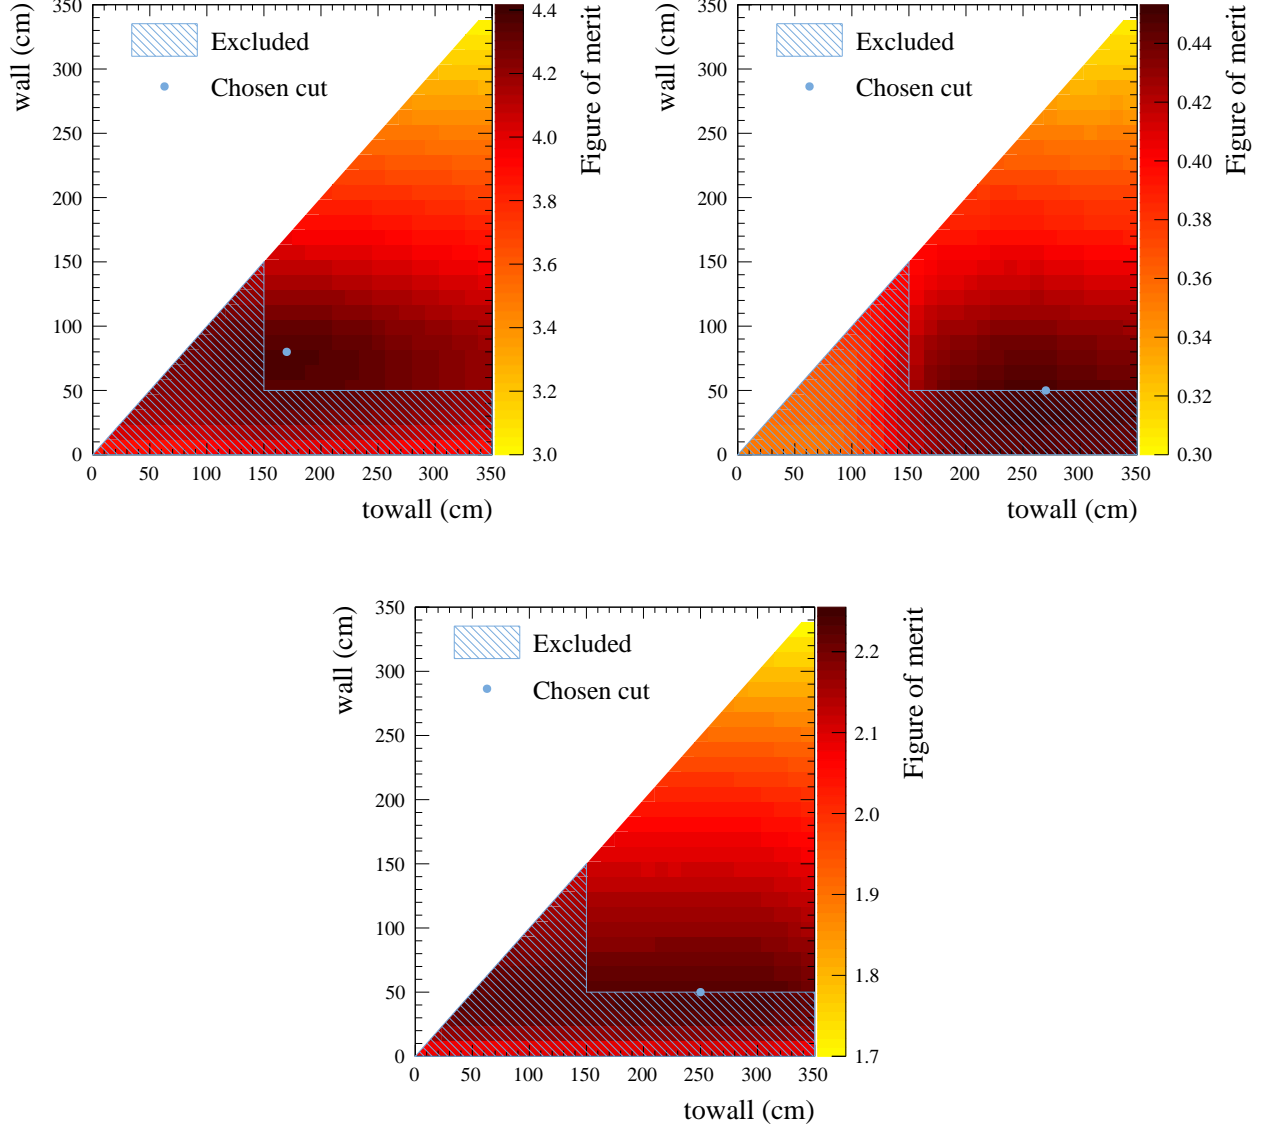 wall (cm)
350
300
250
200
150
100
50
0
0 50 100 150 200 250 300 350
towall (cm)
Excluded
Chosen cut
4.4
4.2
4.0
3.8
3.6
3.4
3.2
3.0
Figure of merit
wall (cm)
350
300
250
200
150
100
50
0
0 50 100 150 200 250 300 350
towall (cm)
Excluded
Chosen cut
0.44
0.42
0.40
0.38
0.36
0.34
0.32
0.30
Figure of merit
wall (cm)
350
300
250
200
150
100
50
0
0 50 100 150 200 250 300 350
towall (cm)
Excluded
Chosen cut
2.2
2.1
2.0
1.9
1.8
1.7
Figure of merit